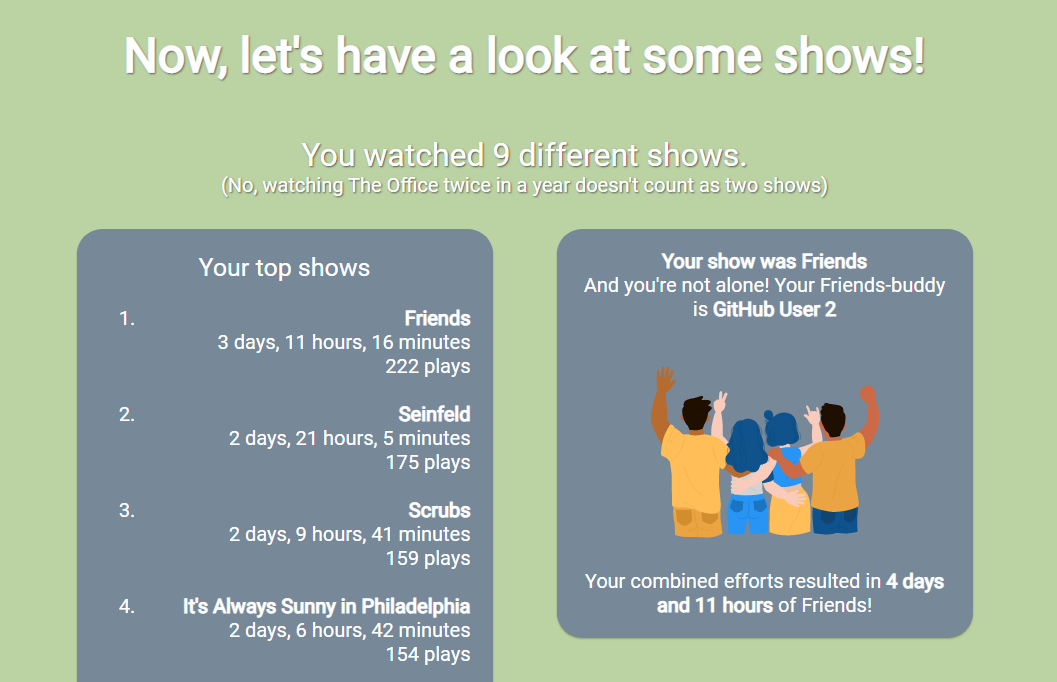 Now, let's have a look at some shows!
You watched 9 different shows.
(No, watching The Office twice in a year doesn't count as two shows)
Your top shows
1. Friends
3 days, 11 hours, 16 minutes
222 plays
2. Seinfeld
2 days, 21 hours, 5 minutes
175 plays
3. Scrubs
2 days, 9 hours, 41 minutes
159 plays
4. It's Always Sunny in Philadelphia
2 days, 6 hours, 42 minutes
154 plays
Your show was Friends
And you're not alone! Your Friends-buddy
is GitHub User 2
Your combined efforts resulted in 4 days
and 11 hours of Friends!